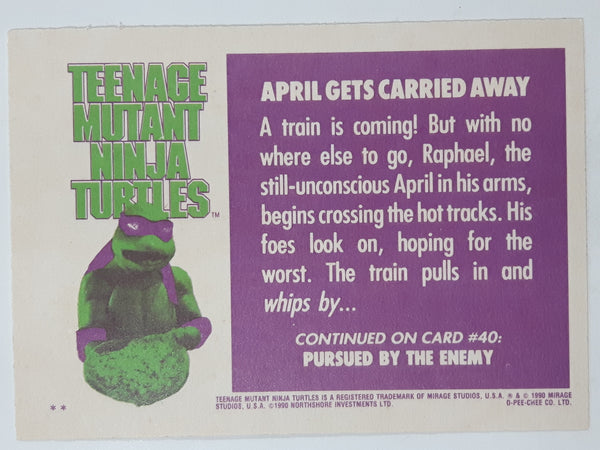 TEENAGE
MUTANT
NINJA
TURTLES™
APRIL GETS CARRIED AWAY
A train is coming! But with no
where else to go, Raphael, the
still-unconscious April in his arms,
begins crossing the hot tracks. His
foes look on, hoping for the
worst. The train pulls in and
whips by...
CONTINUED ON CARD #40:
PURSUED BY THE ENEMY
TEENAGE MUTANT NINJA TURTLES IS A REGISTERED TRADEMARK OF MIRAGE STUDIOS, U.S.A. ® & © 1990 MIRAGE
STUDIOS, U.S.A. ©1990 NORTHSHORE INVESTMENTS LTD. O-PEE-CHEE CO. LTD.
* *